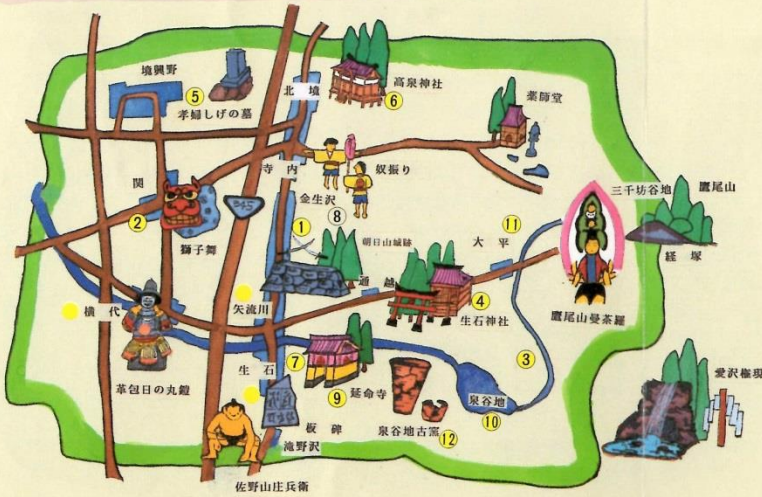 境興野
⑤
孝婦しげの墓
北境
高泉神社
⑥
薬師堂
寺内
奴振り
三千坊谷地
鷹尾山
関
345
金生沢
⑧
⑪
経塚
②
獅子舞
①
朝日山城跡
大平
通越
矢流川
④
生石神社
鷹尾山曼荼羅
横代
③
革包日の丸鎧
生石
⑦
⑨
延命寺
泉谷地
⑩
愛沢権現
板碑
泉谷地古窯
⑫
滝野沢
佐野山庄兵衛